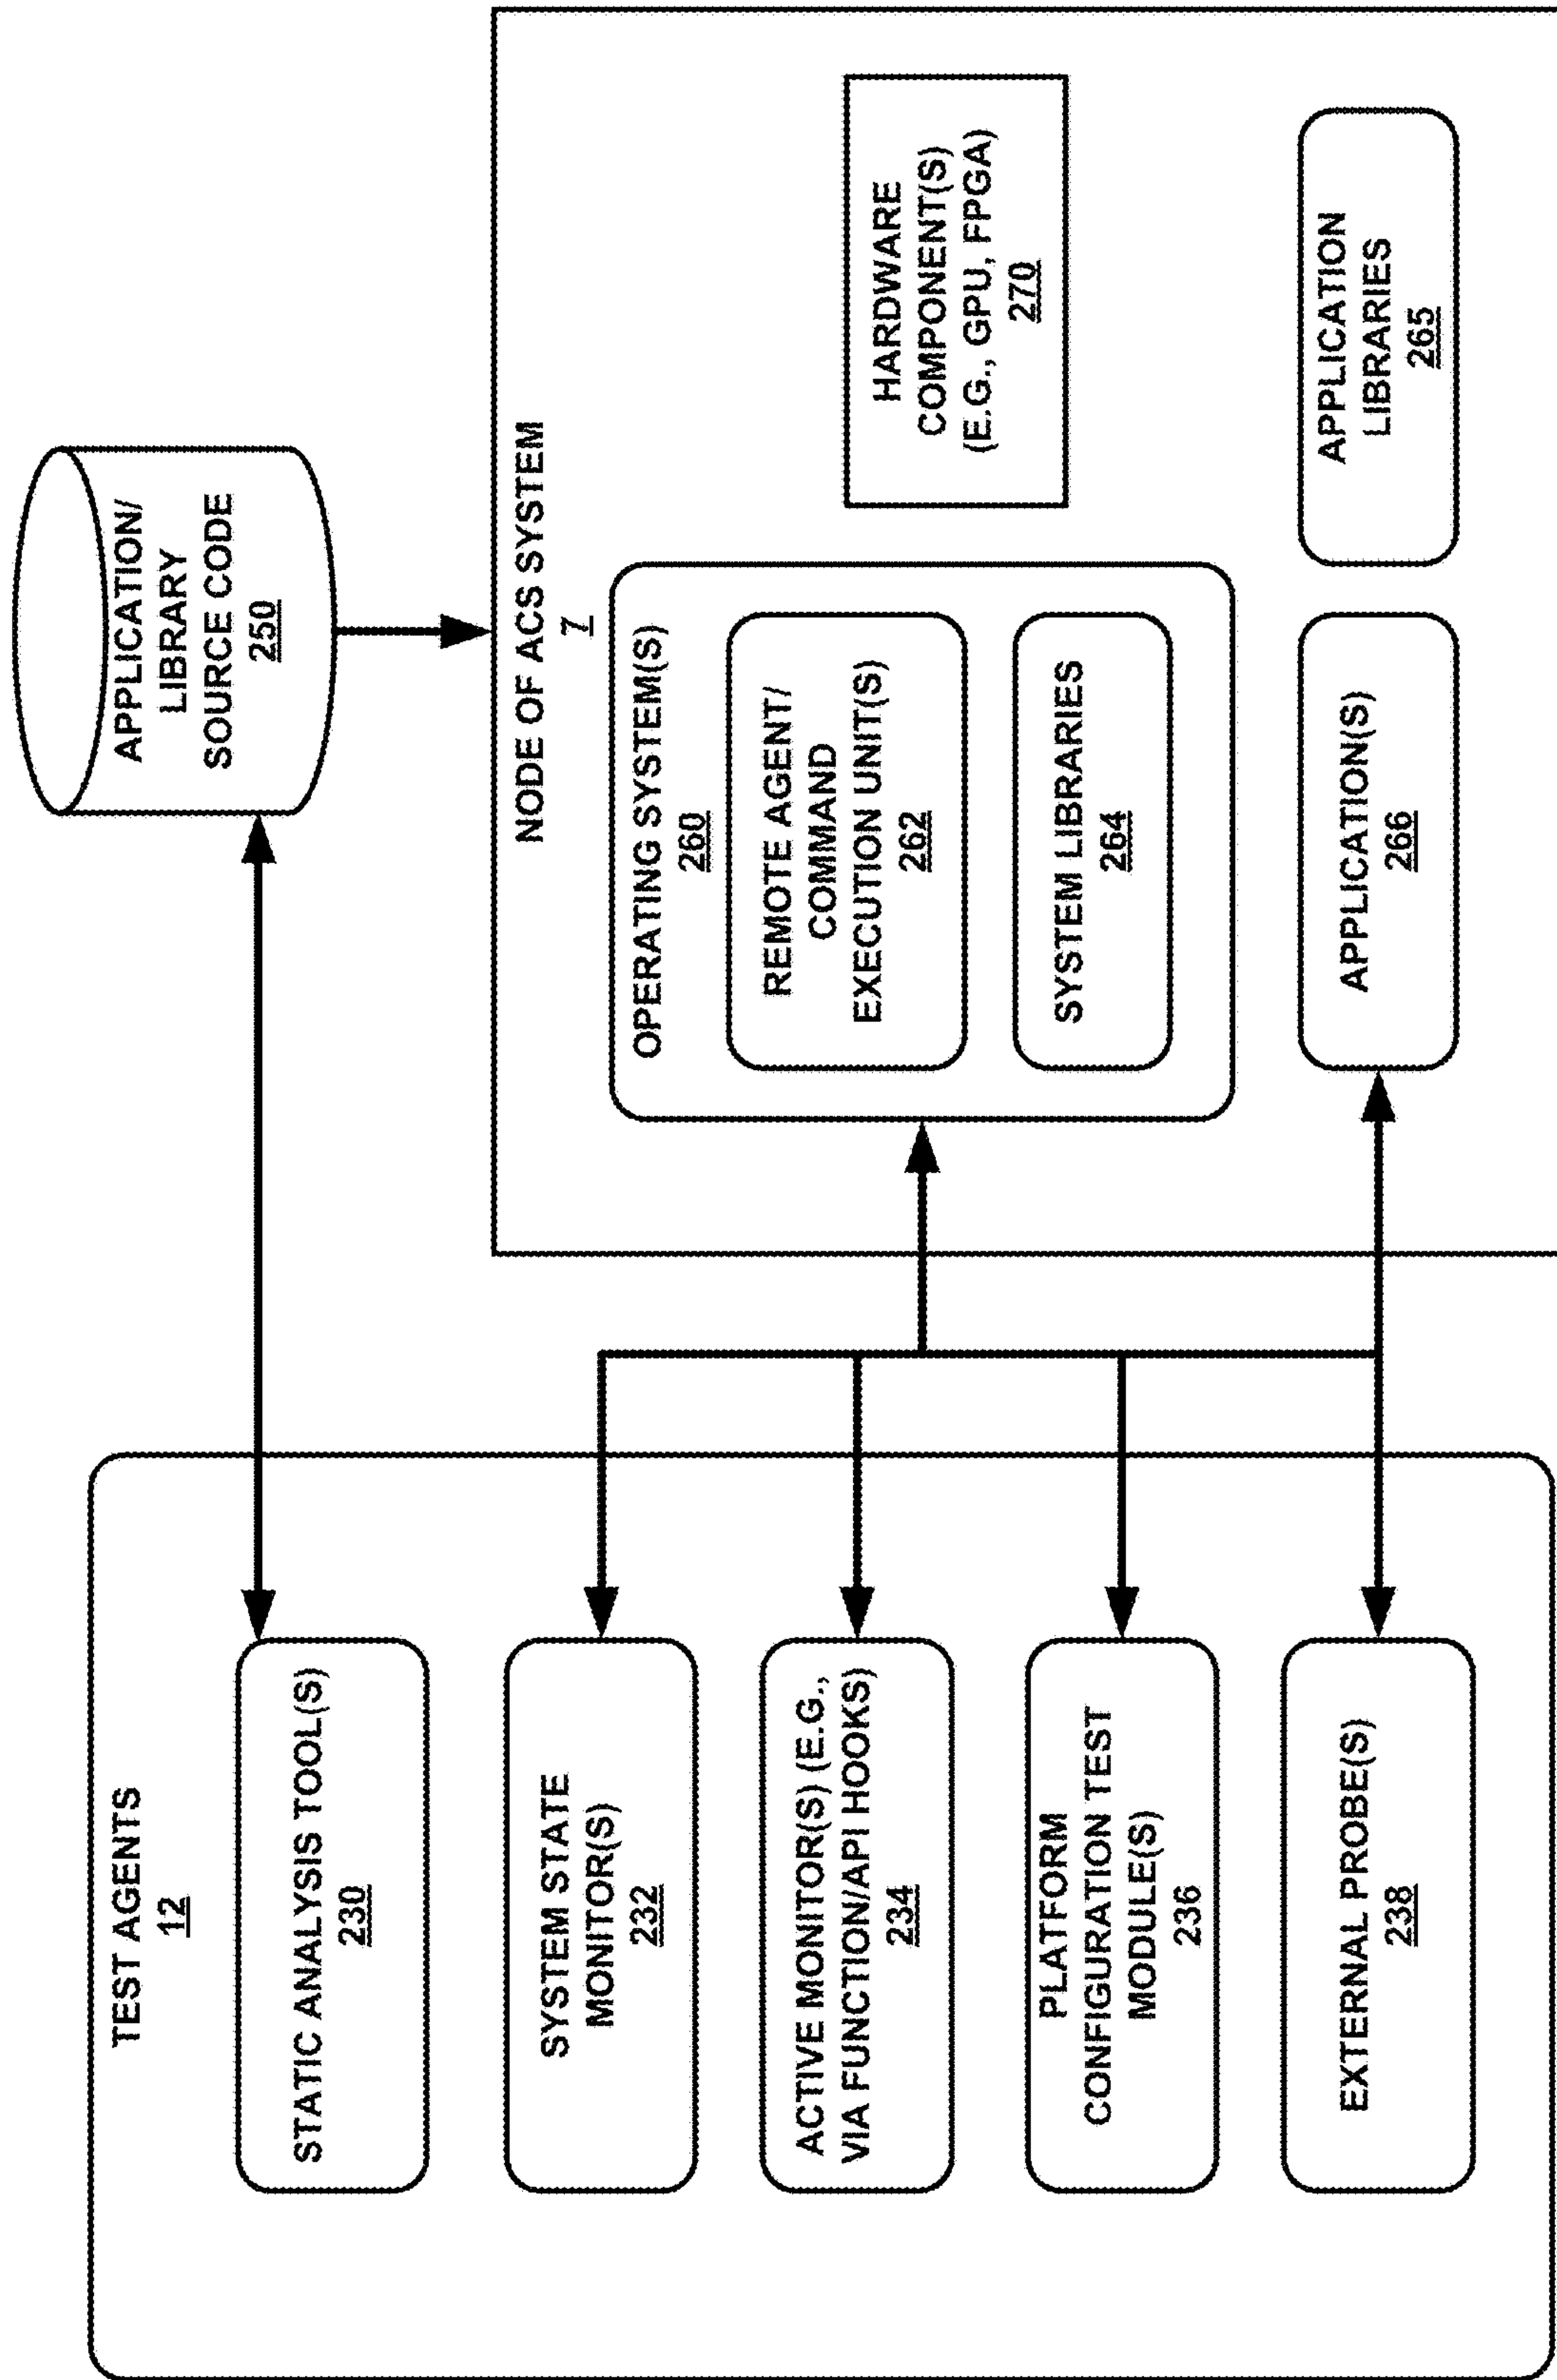 TEST AGENTS
12
STATIC ANALYSIS TOOL(S)
230
SYSTEM STATE
MONITOR(S)
232
ACTIVE MONITOR(S) (E.G.,
VIA FUNCTION/API HOOKS)
234
PLATFORM
CONFIGURATION TEST
MODULE(S)
236
EXTERNAL PROBE(S)
238
APPLICATION/
LIBRARY
SOURCE CODE
250
NODE OF ACS SYSTEM
7
OPERATING SYSTEM(S)
260
REMOTE AGENT/
COMMAND
EXECUTION UNIT(S)
262
SYSTEM LIBRARIES
264
HARDWARE
COMPONENT(S)
(E.G., GPU, FPGA)
270
APPLICATION(S)
266
APPLICATION
LIBRARIES
265